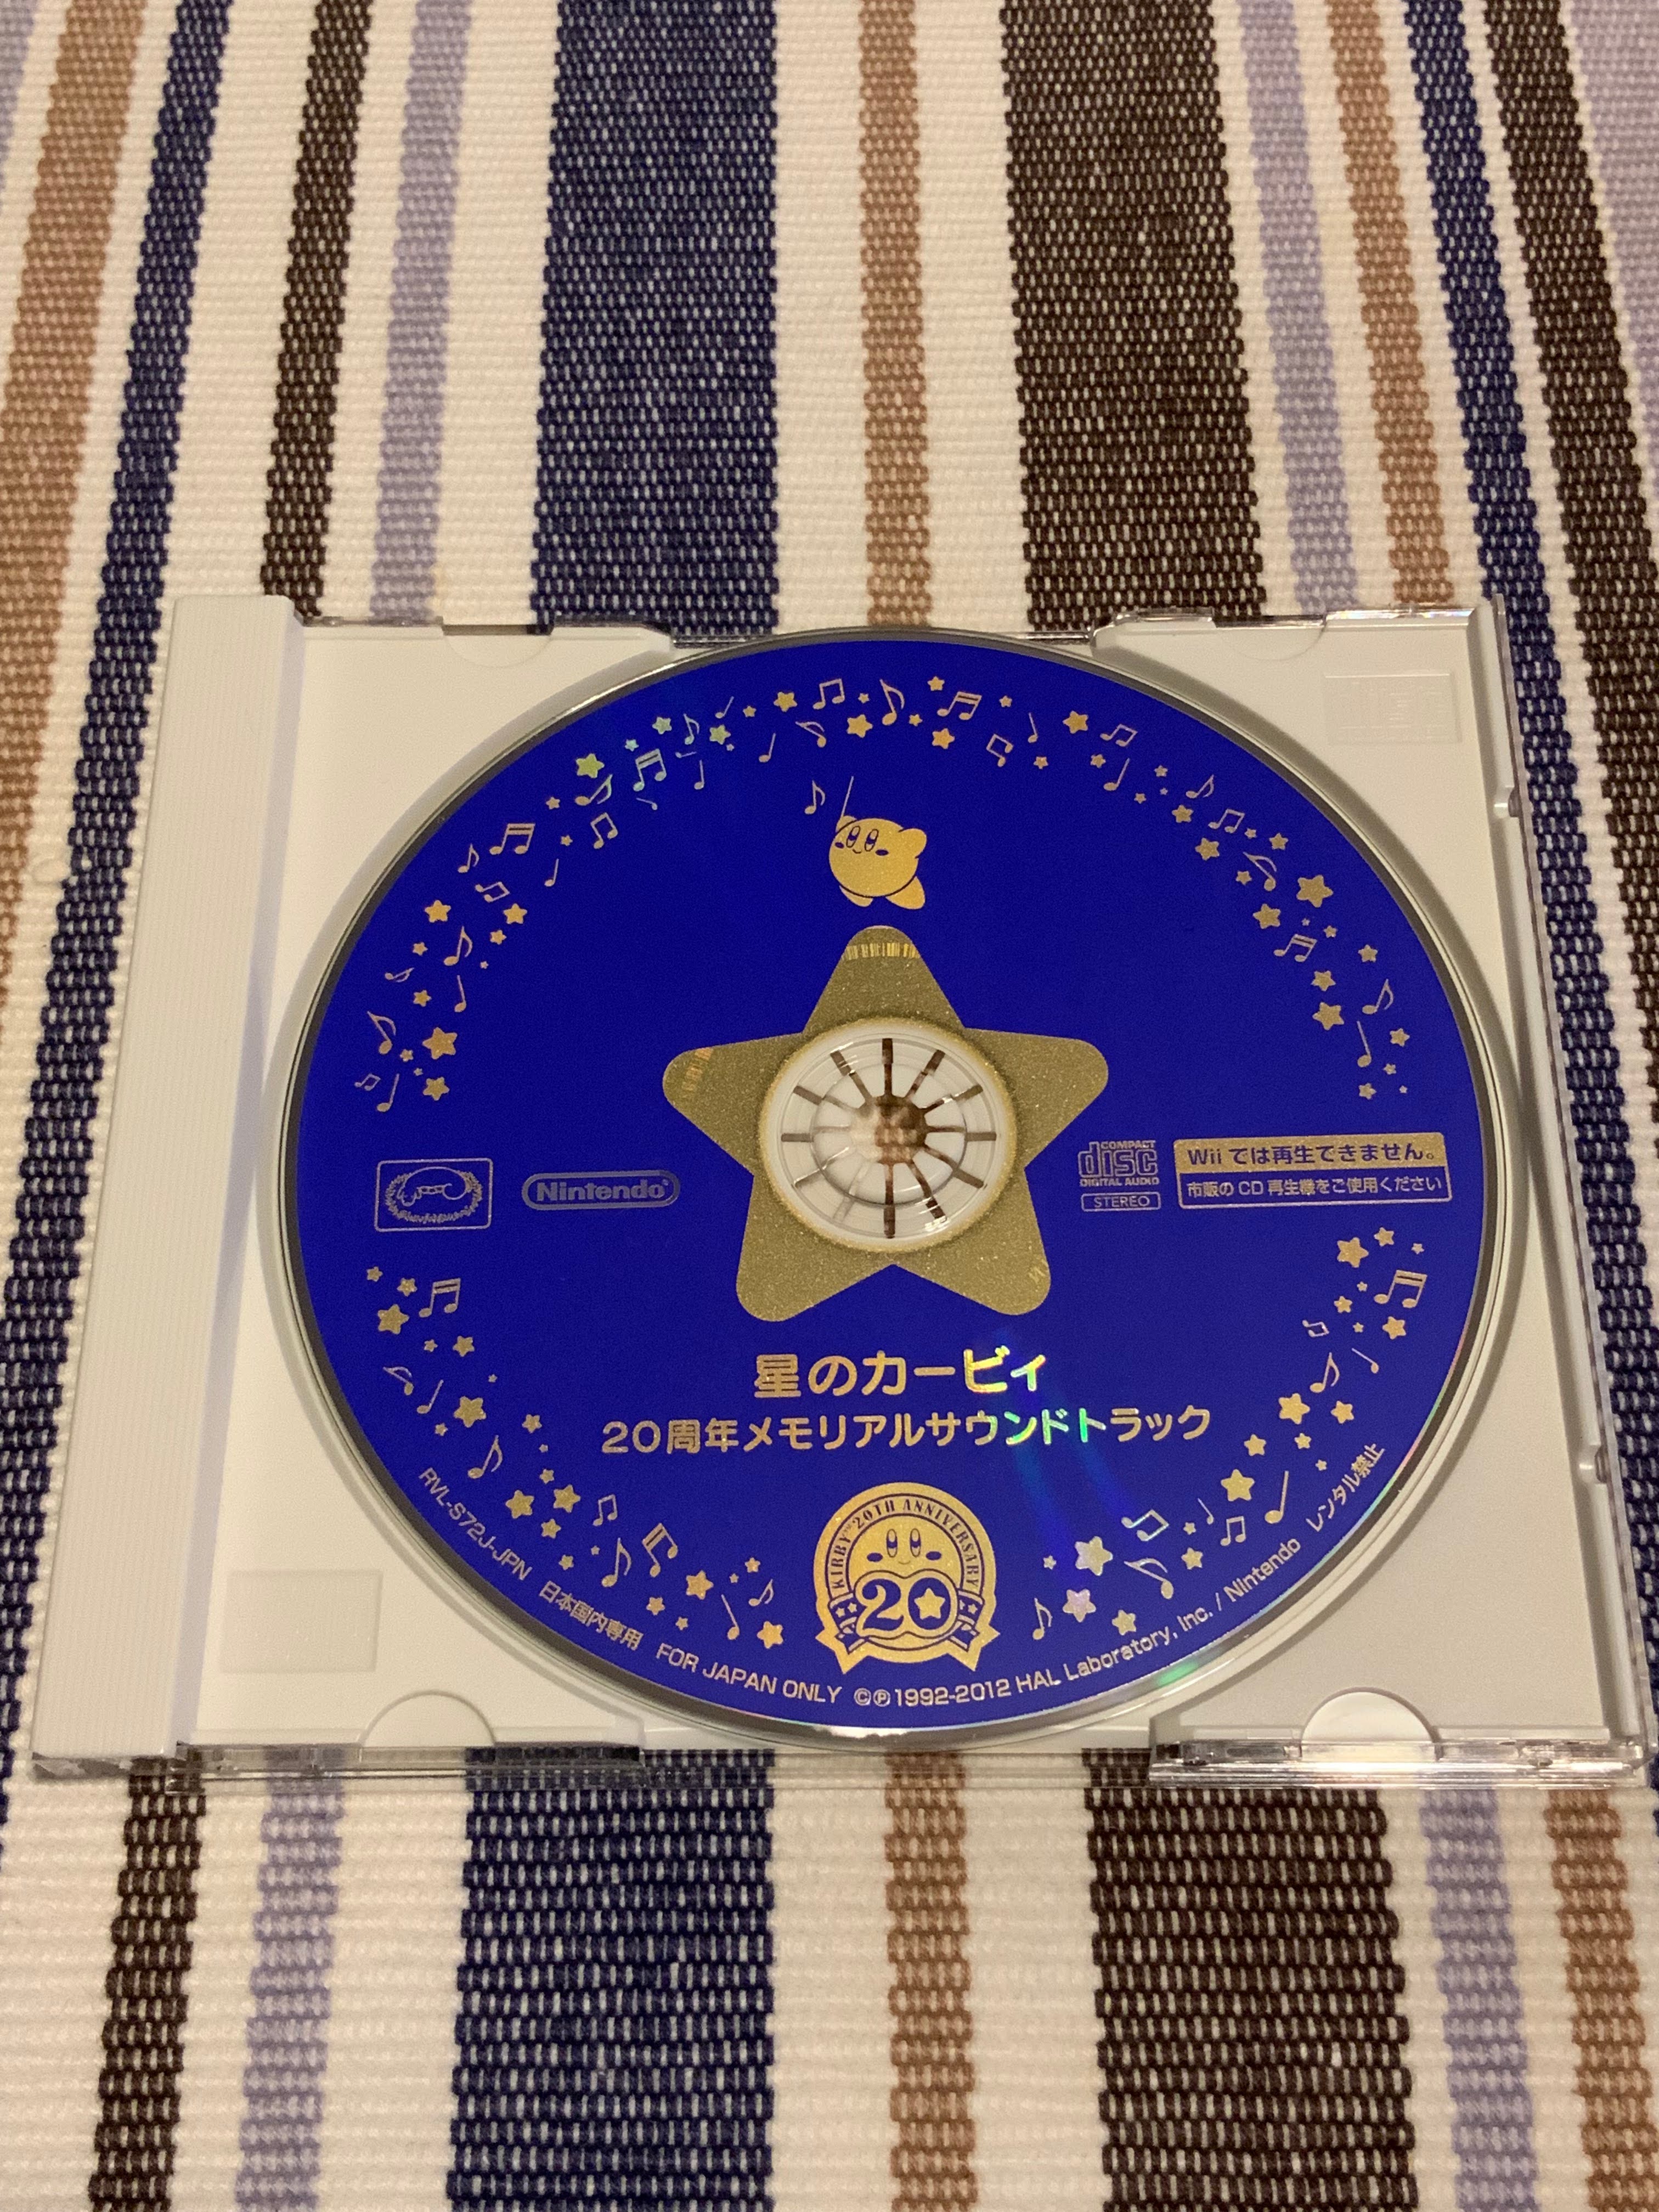 Nintendo®
COMPACT
disc
DIGITAL AUDIO
STEREO
Wii では再生できません。
市販の CD 再生機をご使用ください
星のカービィ
20周年メモリアルサウンドトラック
KIRBY™ 20TH ANNIVERSARY
20
RVL-S72J-JPN 日本国内専用 FOR JAPAN ONLY ©℗1992-2012 HAL Laboratory, Inc. / Nintendo レンタル禁止